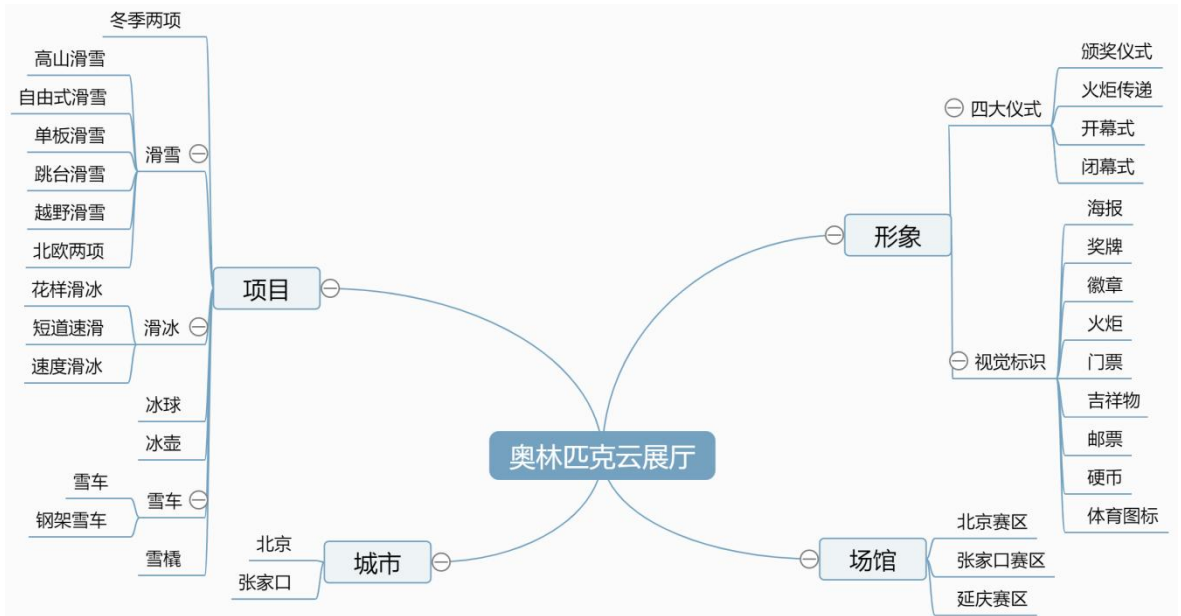 奥林匹克云展厅
项目
冬季两项
滑雪
高山滑雪
自由式滑雪
单板滑雪
跳台滑雪
越野滑雪
北欧两项
滑冰
花样滑冰
短道速滑
速度滑冰
冰球
冰壶
雪车
雪车
钢架雪车
雪橇
城市
北京
张家口
形象
四大仪式
颁奖仪式
火炬传递
开幕式
闭幕式
视觉标识
海报
奖牌
徽章
火炬
门票
吉祥物
邮票
硬币
体育图标
场馆
北京赛区
张家口赛区
延庆赛区